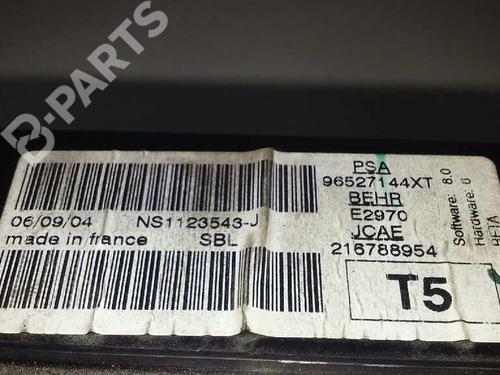 B-PARTS
06/09/04 NS1123543-J
made in france SBL
PSA
96527144XT
BEHR
E2970
JCAE
216788954
T5
Software: 8.0
Hardware: 6
BETA